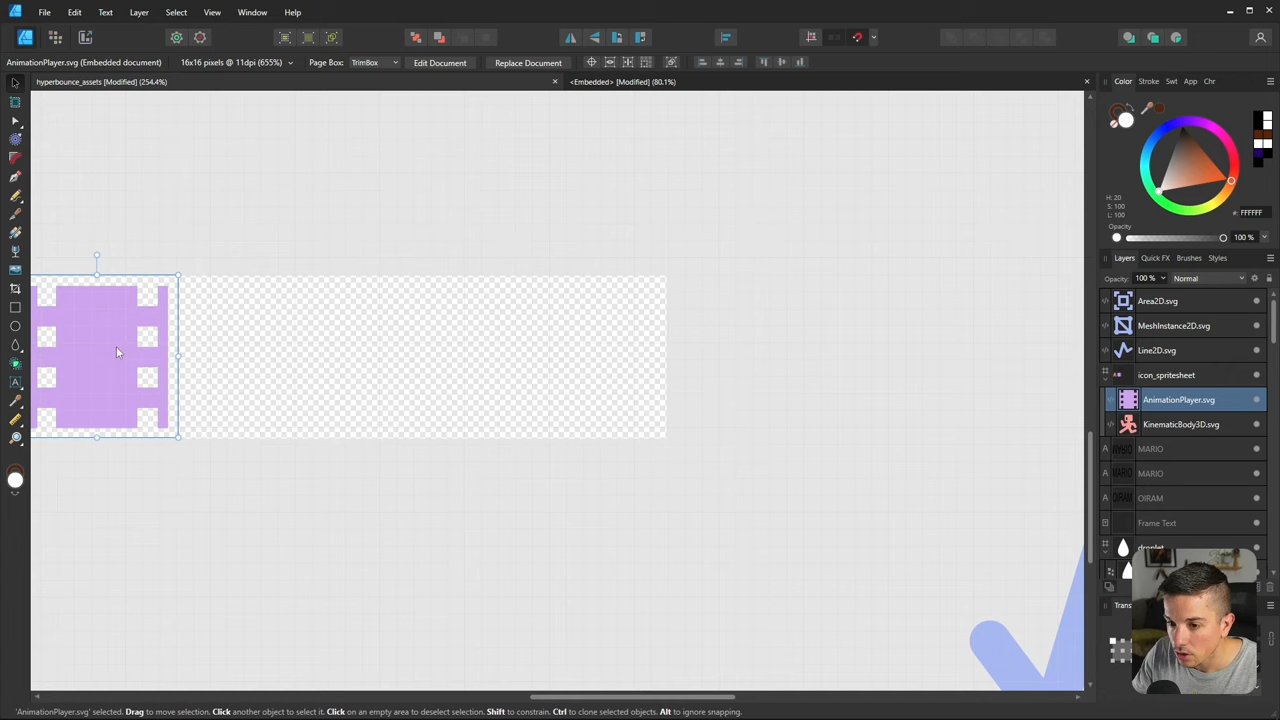 File Edit Text Layer Select View Window Help
AnimationPlayer.svg (Embedded document) 16x16 pixels @ 11dpi (655%) Page Box: TrimBox Edit Document Replace Document
hyperbounce_assets [Modified] (254.4%) <Embedded> [Modified] (80.1%)
Color Stroke Swt App Chr
H: 20
S: 100
L: 100
#: FFFFFF
Opacity
100 %
Layers Quick FX Brushes Styles
Opacity: 100 % Normal
Area2D.svg
MeshInstance2D.svg
Line2D.svg
icon_spritesheet
AnimationPlayer.svg
KinematicBody3D.svg
MARIO
MARIO
OIRAM
Frame Text
droplet
'AnimationPlayer.svg' selected. Drag to move selection. Click another object to select it. Click on an empty area to deselect selection. Shift to constrain. Ctrl to clone selected objects. Alt to ignore snapping.